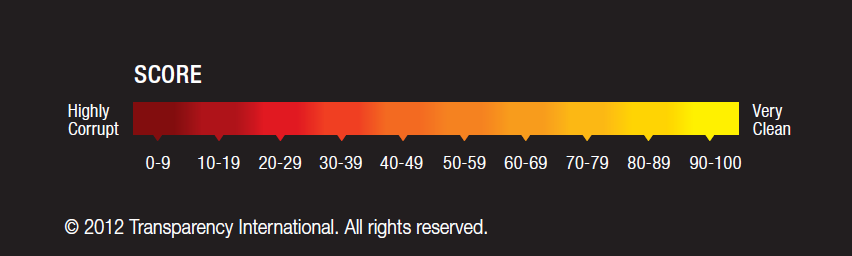 SCORE
Highly
Corrupt
Very
Clean
0-9 10-19 20-29 30-39 40-49 50-59 60-69 70-79 80-89 90-100
© 2012 Transparency International. All rights reserved.